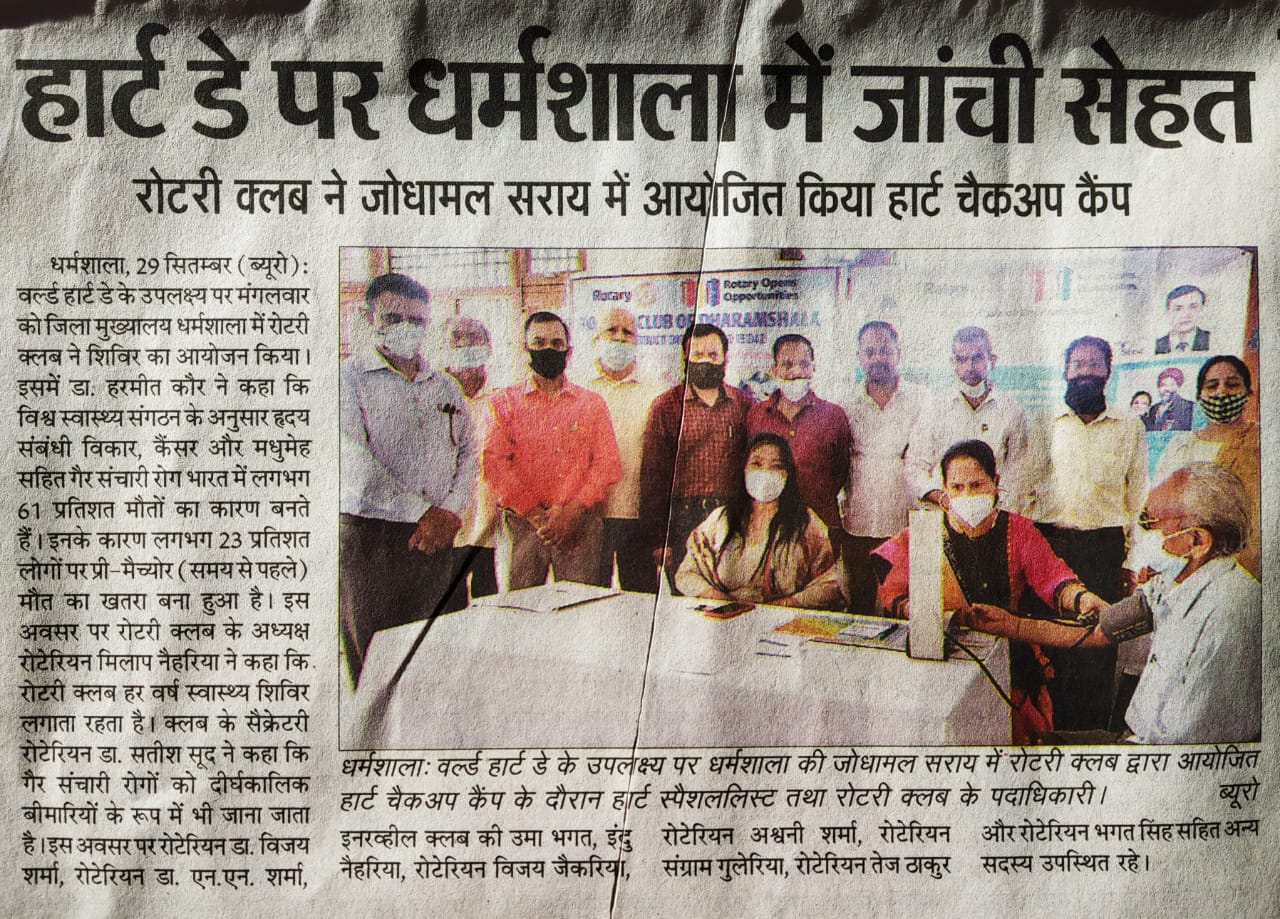 हार्ट डे पर धर्मशाला में जांची सेहत
रोटरी क्लब ने जोधामल सराय में आयोजित किया हार्ट चैकअप कैंप
धर्मशाला, 29 सितम्बर (ब्यूरो):
वर्ल्ड हार्ट डे के उपलक्ष्य पर मंगलवार
को जिला मुख्यालय धर्मशाला में रोटरी
क्लब ने शिविर का आयोजन किया।
इसमें डा. हरमीत कौर ने कहा कि
विश्व स्वास्थ्य संगठन के अनुसार हृदय
संबंधी विकार, कैंसर और मधुमेह
सहित गैर संचारी रोग भारत में लगभग
61 प्रतिशत मौतों का कारण बनते
हैं। इनके कारण लगभग 23 प्रतिशत
लोगों पर प्री-मैच्योर (समय से पहले)
मौत का खतरा बना हुआ है। इस
अवसर पर रोटरी क्लब के अध्यक्ष
रोटेरियन मिलाप नैहरिया ने कहा कि
रोटरी क्लब हर वर्ष स्वास्थ्य शिविर
लगाता रहता है। क्लब के सैक्रेटरी
रोटेरियन डा. सतीश सूद ने कहा कि
गैर संचारी रोगों को दीर्घकालिक
बीमारियों के रूप में भी जाना जाता
है।इस अवसर पर रोटेरियन डा. विजय
शर्मा, रोटेरियन डा. एन.एन. शर्मा,
Rotary
Rotary Opens
Opportunities
CLUB OF DHARAMSHALA
धर्मशाला: वर्ल्ड हार्ट डे के उपलक्ष्य पर धर्मशाला की जोधामल सराय में रोटरी क्लब द्वारा आयोजित
हार्ट चैकअप कैंप के दौरान हार्ट स्पैशललिस्ट तथा रोटरी क्लब के पदाधिकारी। ब्यूरो
इनरव्हील क्लब की उमा भगत, इंदु
नैहरिया, रोटेरियन विजय जैकरिया,
रोटेरियन अश्वनी शर्मा, रोटेरियन
संग्राम गुलेरिया, रोटेरियन तेज ठाकुर
और रोटेरियन भगत सिंह सहित अन्य
सदस्य उपस्थित रहे।